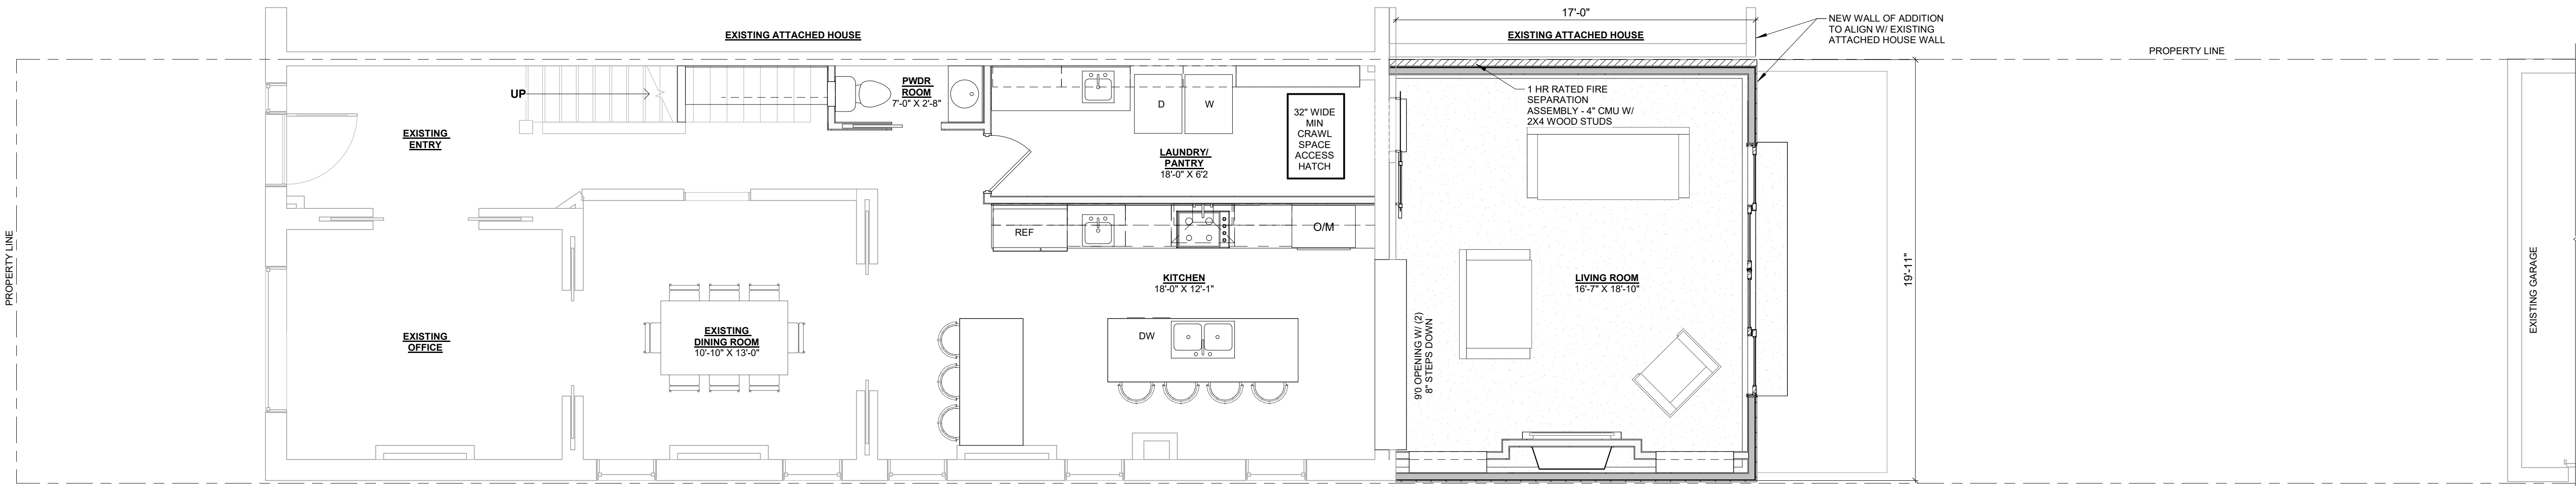 17'-0"
EXISTING ATTACHED HOUSE
EXISTING ATTACHED HOUSE
NEW WALL OF ADDITION
TO ALIGN W/ EXISTING
ATTACHED HOUSE WALL
PROPERTY LINE
UP
PWDR
ROOM
7'-0" X 2'-8"
D
W
32" WIDE
MIN
CRAWL
SPACE
ACCESS
HATCH
1 HR RATED FIRE
SEPARATION
ASSEMBLY - 4" CMU W/
2X4 WOOD STUDS
EXISTING
ENTRY
LAUNDRY/
PANTRY
18'-0" X 6'2
REF
O/M
PROPERTY LINE
KITCHEN
18'-0" X 12'-1"
LIVING ROOM
16'-7" X 18'-10"
19'-11"
EXISTING GARAGE
EXISTING
OFFICE
EXISTING
DINING ROOM
10'-10" X 13'-0"
DW
9'0 OPENING W/ (2)
8" STEPS DOWN